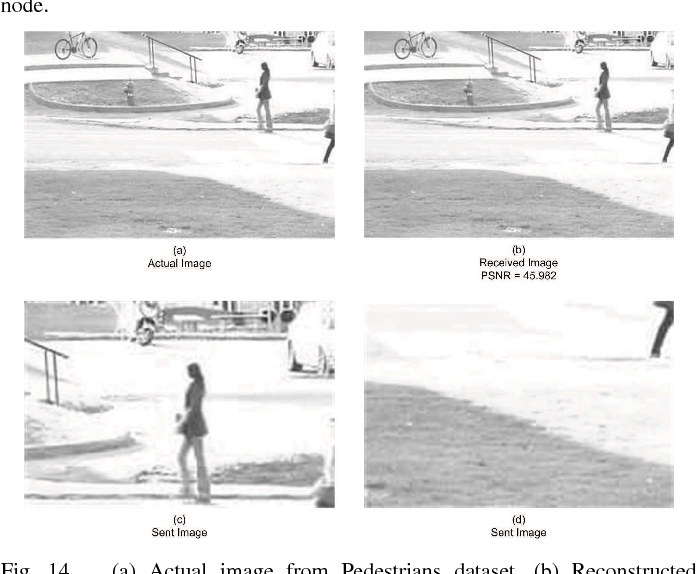 node.
(a)
Actual Image
(b)
Received Image
PSNR = 45.982
(c)
Sent Image
(d)
Sent Image
Fig. 14. (a) Actual image from Pedestrians dataset. (b) Reconstructed